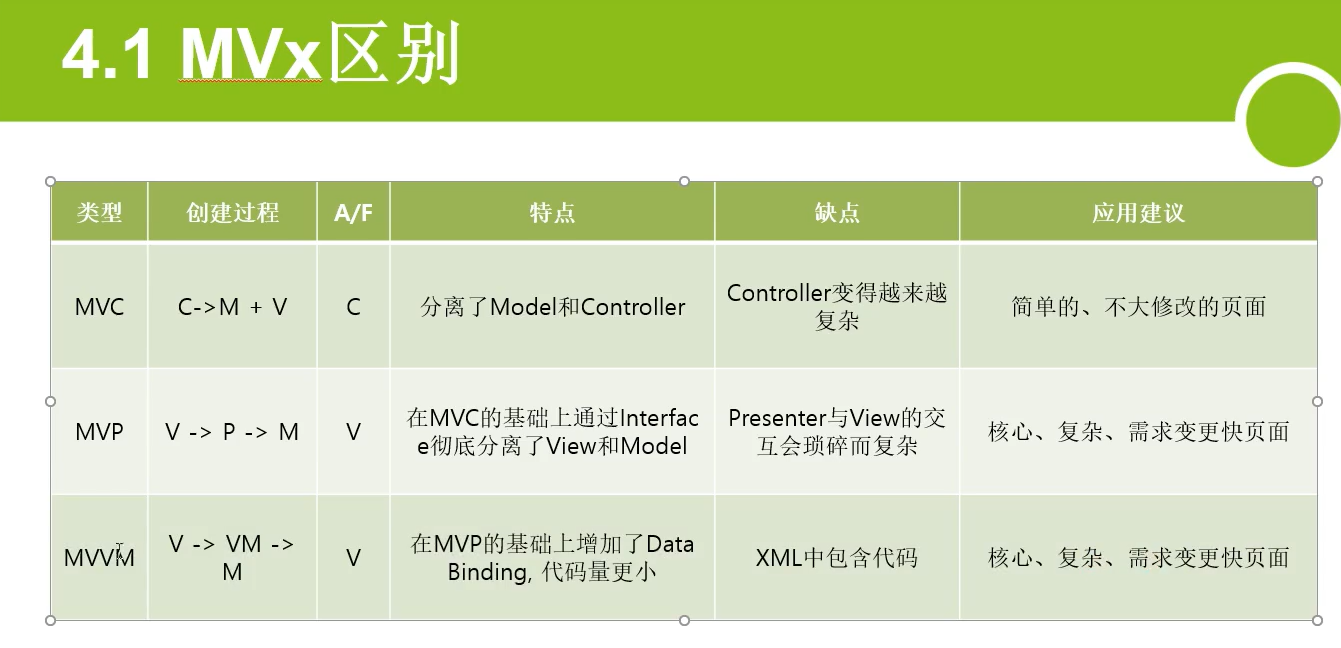 4.1 MVx区别
类型
创建过程
A/F
特点
缺点
应用建议
MVC
C->M + V
C
分离了Model和Controller
Controller变得越来越
复杂
简单的、不大修改的页面
MVP
V -> P -> M
V
在MVC的基础上通过Interfac
e彻底分离了View和Model
Presenter与View的交
互会琐碎而复杂
核心、复杂、需求变更快页面
MVVM
V -> VM ->
M
V
在MVP的基础上增加了Data
Binding, 代码量更小
XML中包含代码
核心、复杂、需求变更快页面